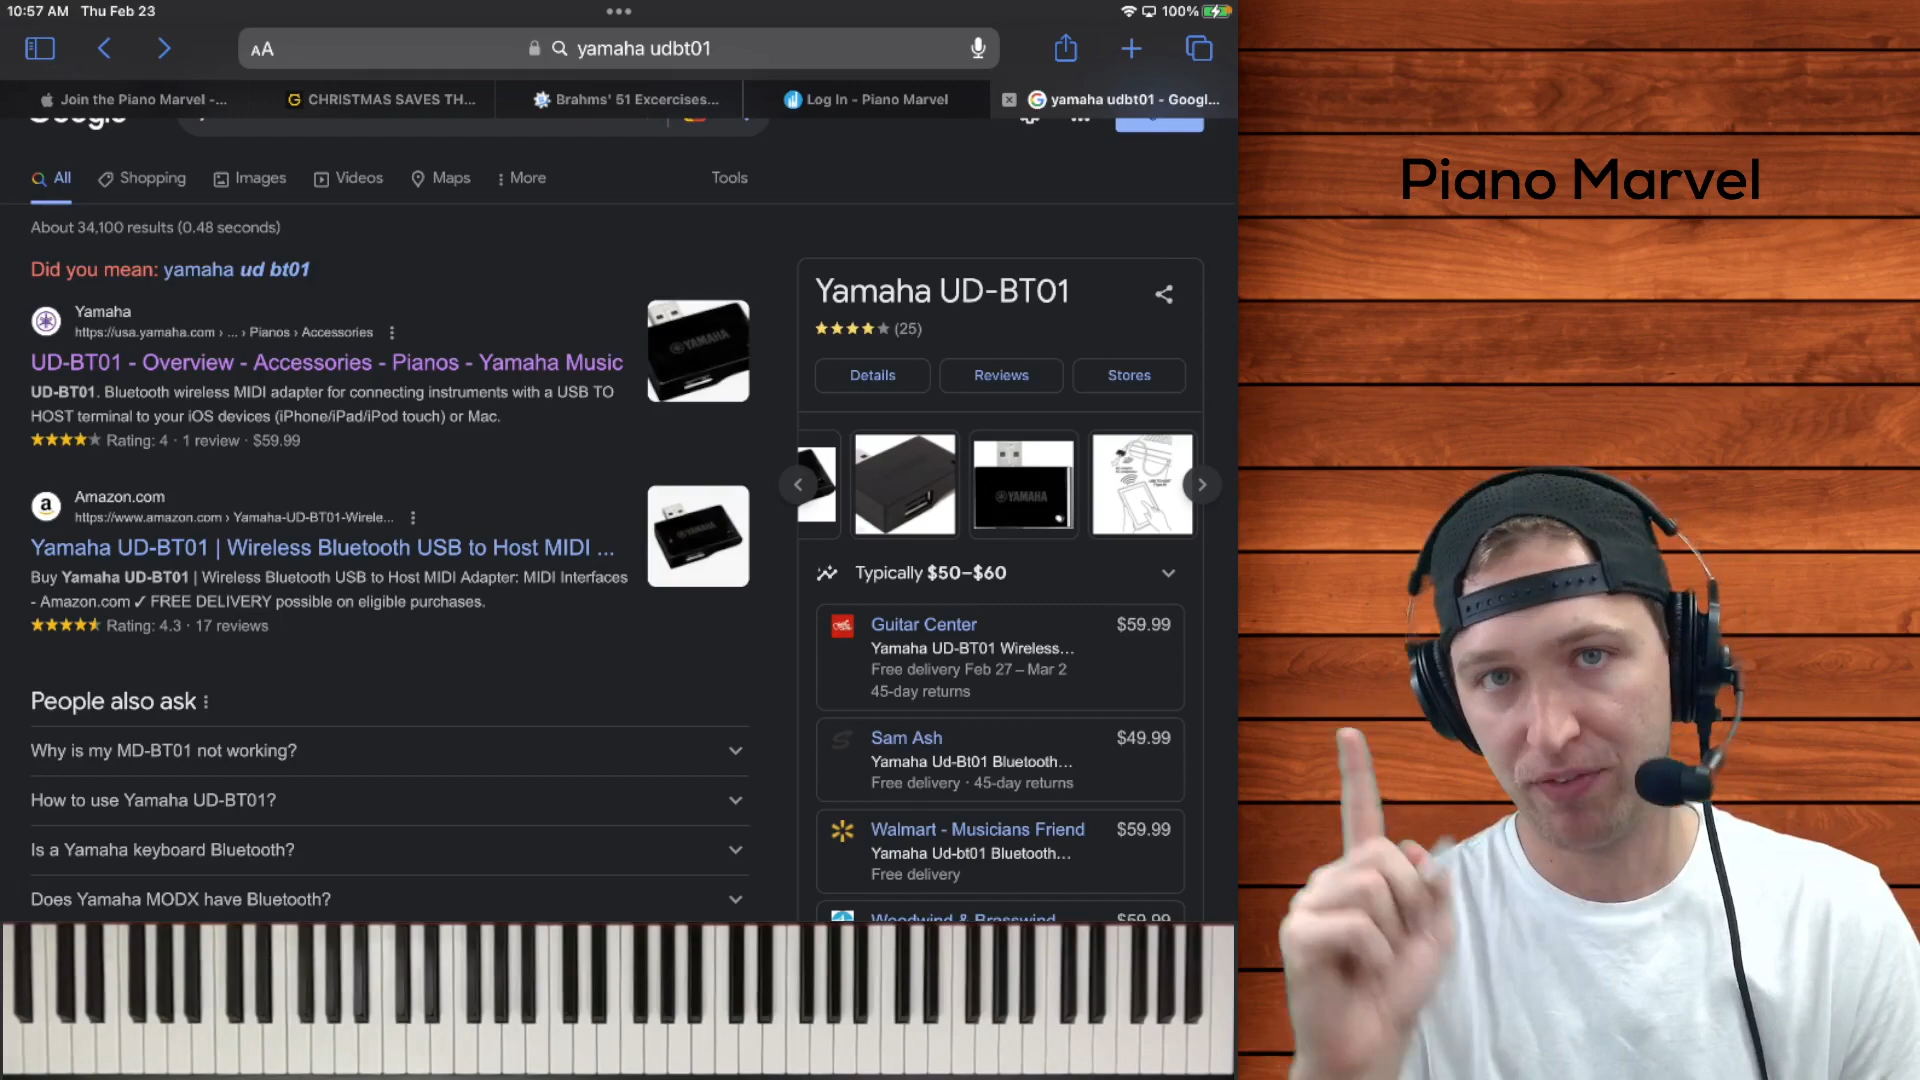 10:57 AM Thu Feb 23
100%
AA
yamaha udbt01
Join the Piano Marvel -...
CHRISTMAS SAVES TH...
Brahms' 51 Excercises...
Log In - Piano Marvel
yamaha udbt01 - Googl...
Google
All
Shopping
Images
Videos
Maps
More
Tools
About 34,100 results (0.48 seconds)
Did you mean: yamaha ud bt01
Yamaha
https://usa.yamaha.com › ... › Pianos › Accessories
UD-BT01 - Overview - Accessories - Pianos - Yamaha Music
UD-BT01. Bluetooth wireless MIDI adapter for connecting instruments with a USB TO
HOST terminal to your iOS devices (iPhone/iPad/iPod touch) or Mac.
Rating: 4 · 1 review · $59.99
YAMAHA
a
Amazon.com
https://www.amazon.com › Yamaha-UD-BT01-Wirele...
Yamaha UD-BT01 | Wireless Bluetooth USB to Host MIDI ...
Buy Yamaha UD-BT01 | Wireless Bluetooth USB to Host MIDI Adapter: MIDI Interfaces
- Amazon.com ✓ FREE DELIVERY possible on eligible purchases.
Rating: 4.3 · 17 reviews
YAMAHA
People also ask
Why is my MD-BT01 not working?
How to use Yamaha UD-BT01?
Is a Yamaha keyboard Bluetooth?
Does Yamaha MODX have Bluetooth?
Yamaha UD-BT01
(25)
Details
Reviews
Stores
YAMAHA
Typically $50–$60
Guitar Center
$59.99
Yamaha UD-BT01 Wireless...
Free delivery Feb 27 – Mar 2
45-day returns
Sam Ash
$49.99
Yamaha Ud-Bt01 Bluetooth...
Free delivery · 45-day returns
Walmart - Musicians Friend
$59.99
Yamaha Ud-bt01 Bluetooth...
Free delivery
Woodwind & Brasswind
$59.99
Piano Marvel